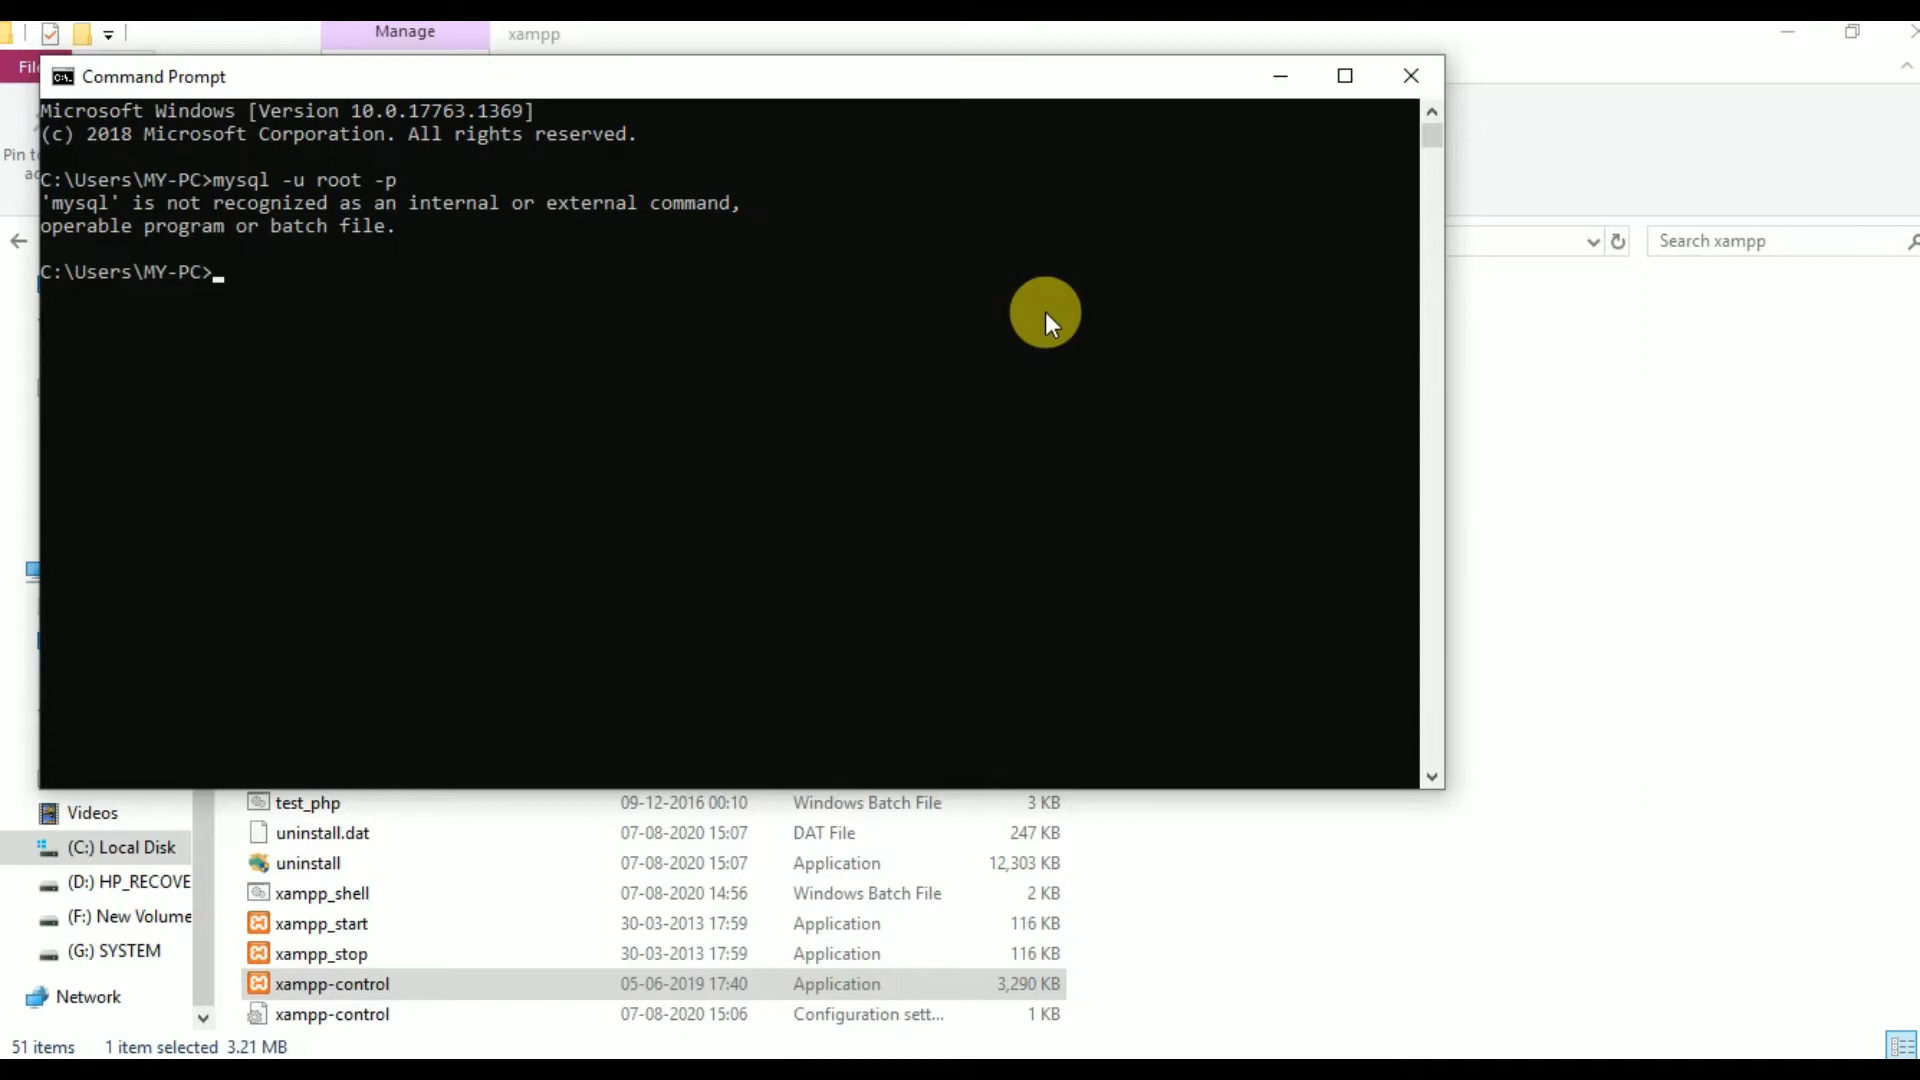 Manage
xampp
Command Prompt
Microsoft Windows [Version 10.0.17763.1369]
(c) 2018 Microsoft Corporation. All rights reserved.
C:\Users\MY-PC>mysql -u root -p
'mysql' is not recognized as an internal or external command,
operable program or batch file.
C:\Users\MY-PC>
Search xampp
Videos
(C:) Local Disk
(D:) HP_RECOVE
(F:) New Volume
(G:) SYSTEM
Network
test_php 09-12-2016 00:10 Windows Batch File 3 KB
uninstall.dat 07-08-2020 15:07 DAT File 247 KB
uninstall 07-08-2020 15:07 Application 12,303 KB
xampp_shell 07-08-2020 14:56 Windows Batch File 2 KB
xampp_start 30-03-2013 17:59 Application 116 KB
xampp_stop 30-03-2013 17:59 Application 116 KB
xampp-control 05-06-2019 17:40 Application 3,290 KB
xampp-control 07-08-2020 15:06 Configuration sett... 1 KB
51 items 1 item selected 3.21 MB